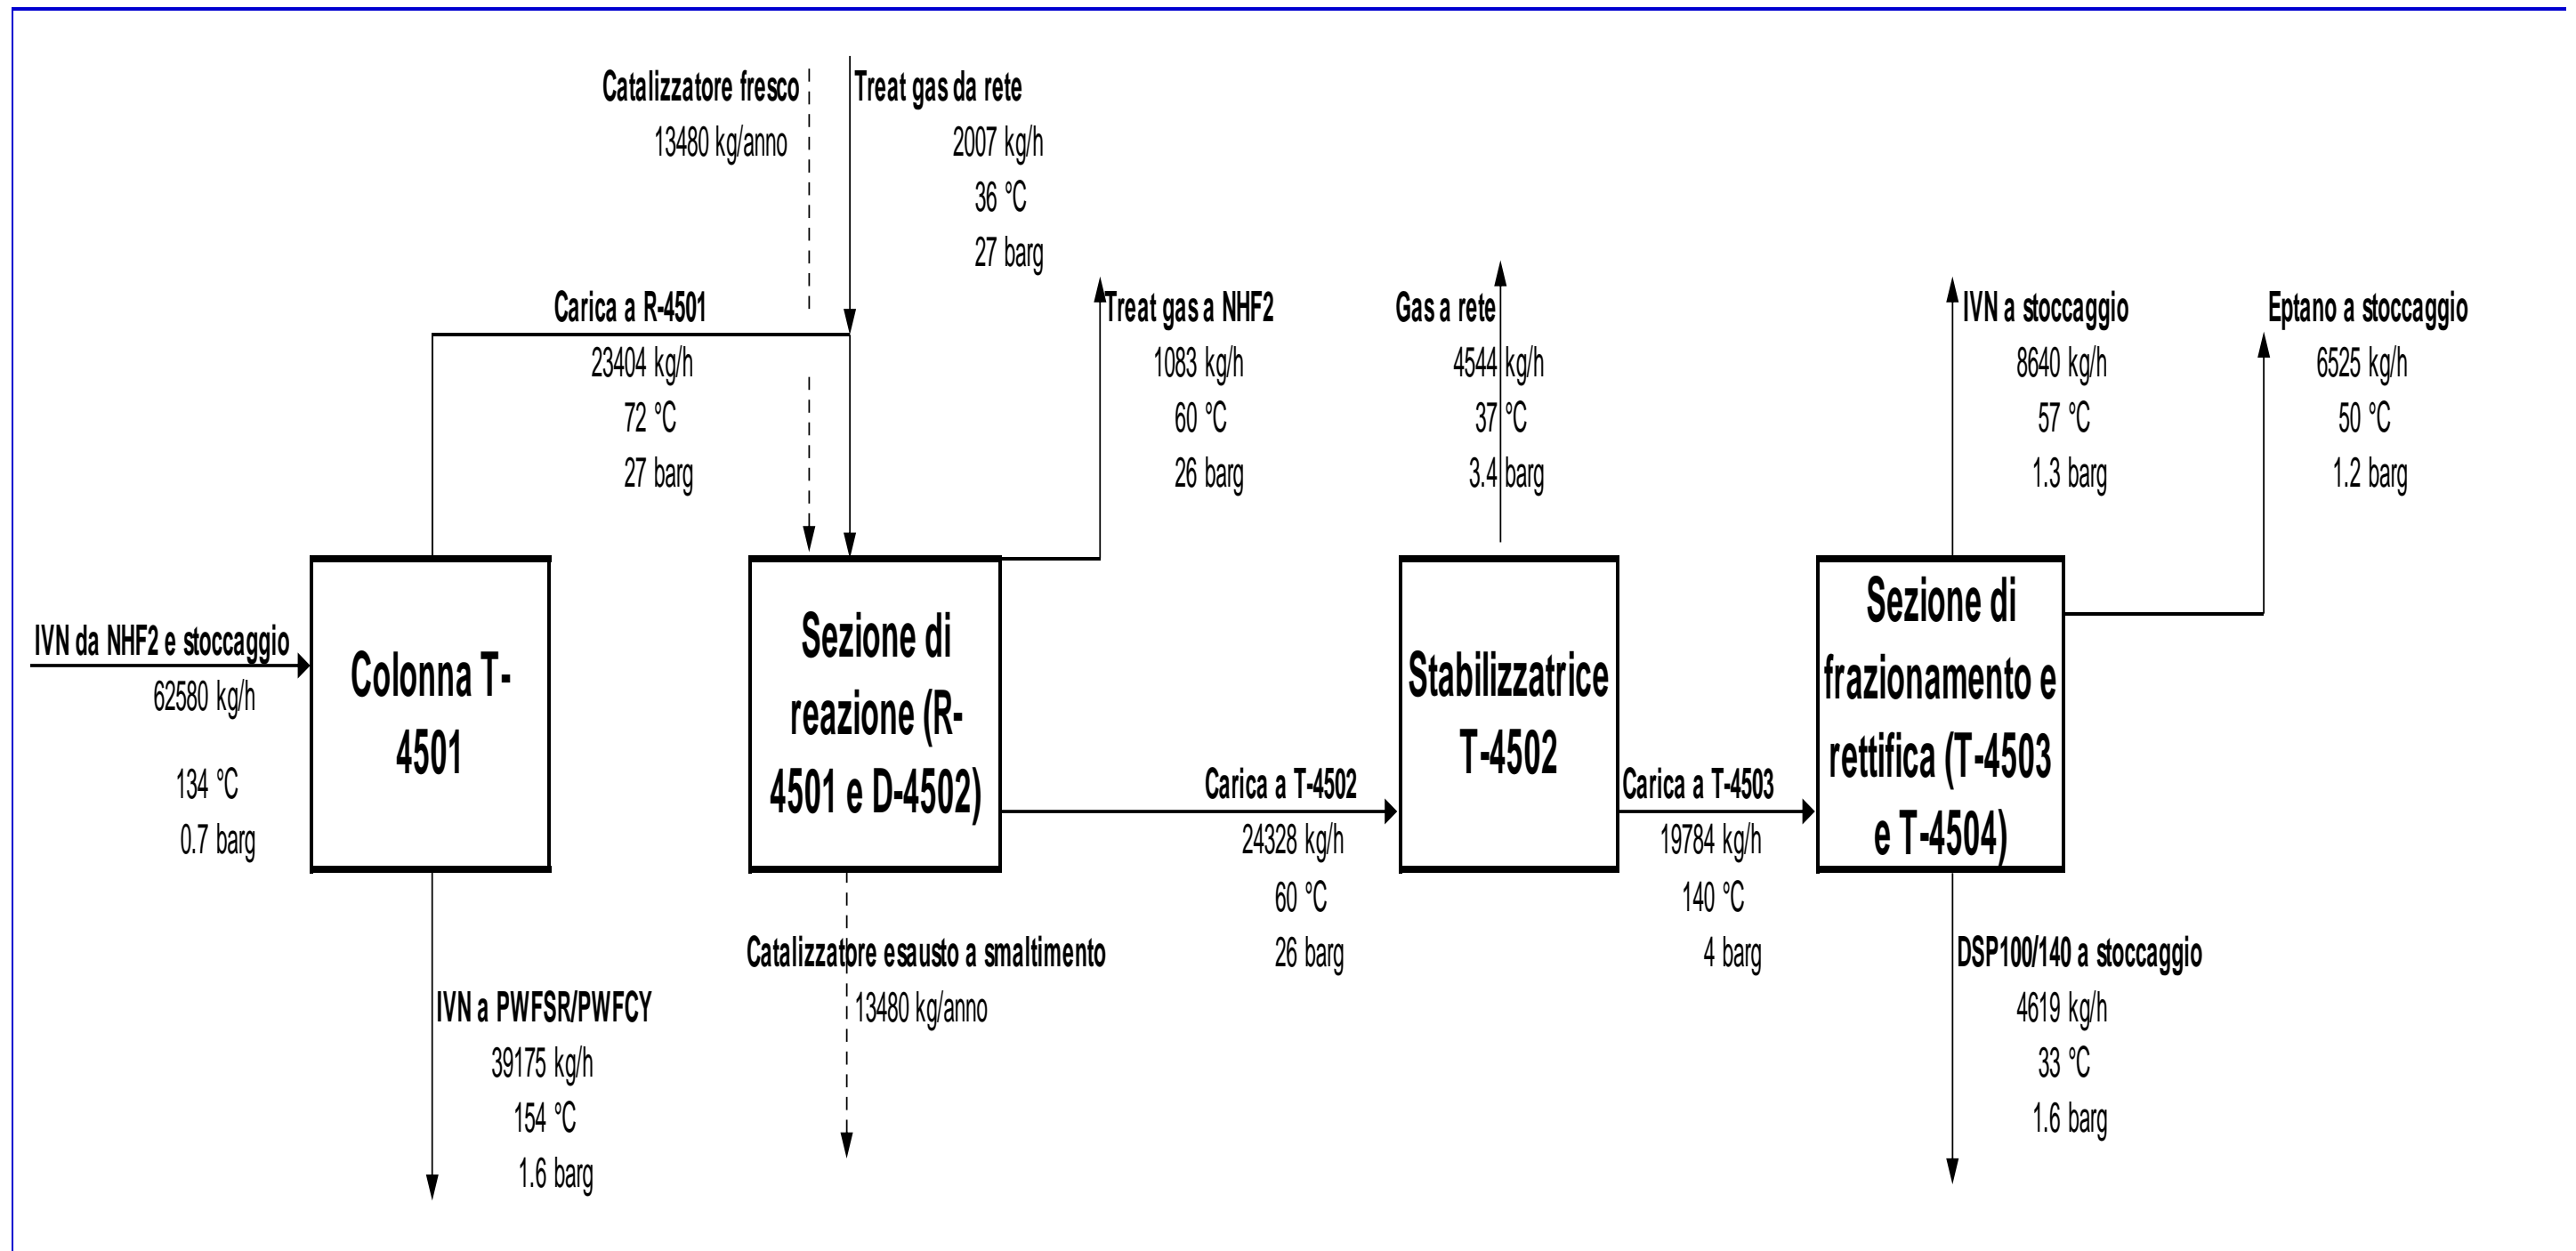 Catalizzatore fresco
13480 kg/anno
Treat gas da rete
2007 kg/h
36 °C
27 barg
Carica a R-4501
23404 kg/h
72 °C
27 barg
Treat gas a NHF2
1083 kg/h
60 °C
26 barg
Gas a rete
4544 kg/h
37 °C
3.4 barg
IVN a stoccaggio
8640 kg/h
57 °C
1.3 barg
Eptano a stoccaggio
6525 kg/h
50 °C
1.2 barg
IVN da NHF2 e stoccaggio
62580 kg/h
134 °C
0.7 barg
Colonna T-
4501
Sezione di
reazione (R-
4501 e D-4502)
Stabilizzatrice
T-4502
Sezione di
frazionamento e
rettifica (T-4503
e T-4504)
Carica a T-4502
24328 kg/h
60 °C
26 barg
Carica a T-4503
19784 kg/h
140 °C
4 barg
Catalizzatore esausto a smaltimento
13480 kg/anno
IVN a PWFSR/PWFCY
39175 kg/h
154 °C
1.6 barg
DSP100/140 a stoccaggio
4619 kg/h
33 °C
1.6 barg